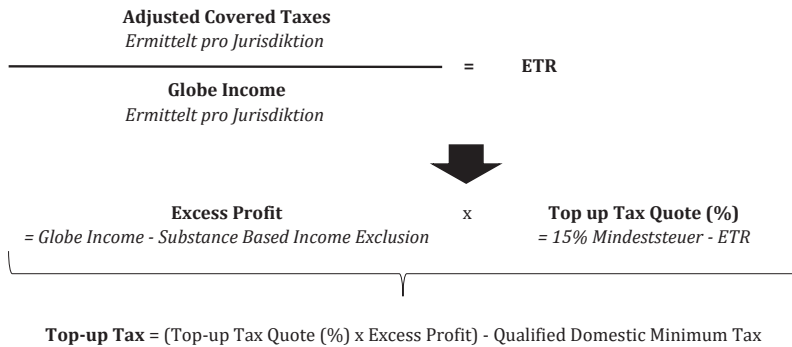 Adjusted Covered Taxes
Ermittelt pro Jurisdiktion
= ETR
Globe Income
Ermittelt pro Jurisdiktion
Excess Profit x Top up Tax Quote (%)
= Globe Income - Substance Based Income Exclusion = 15% Mindeststeuer - ETR
Top-up Tax = (Top-up Tax Quote (%) x Excess Profit) - Qualified Domestic Minimum Tax